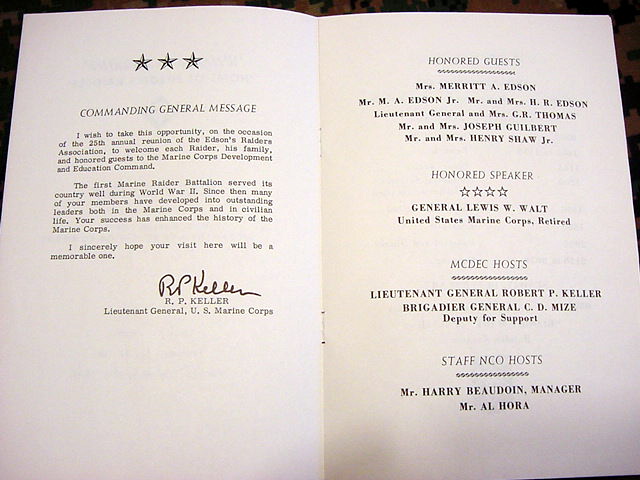 COMMANDING GENERAL MESSAGE
I wish to take this opportunity, on the occasion
of the 25th annual reunion of the Edson's Raiders
Association, to welcome each Raider, his family,
and honored guests to the Marine Corps Development
and Education Command.
The first Marine Raider Battalion served its
country well during World War II. Since then many
of your members have developed into outstanding
leaders both in the Marine Corps and in civilian
life. Your success has enhanced the history of the
Marine Corps.
I sincerely hope your visit here will be a
memorable one.
R P Keller
R. P. KELLER
Lieutenant General, U. S. Marine Corps
HONORED GUESTS
Mrs. MERRITT A. EDSON
Mr. M. A. EDSON Jr. Mr. and Mrs. H. R. EDSON
Lieutenant General and Mrs. G.R. THOMAS
Mr. and Mrs. JOSEPH GUILBERT
Mr. and Mrs. HENRY SHAW Jr.
HONORED SPEAKER
GENERAL LEWIS W. WALT
United States Marine Corps, Retired
MCDEC HOSTS
LIEUTENANT GENERAL ROBERT P. KELLER
BRIGADIER GENERAL C. D. MIZE
Deputy for Support
STAFF NCO HOSTS
Mr. HARRY BEAUDOIN, MANAGER
Mr. AL HORA